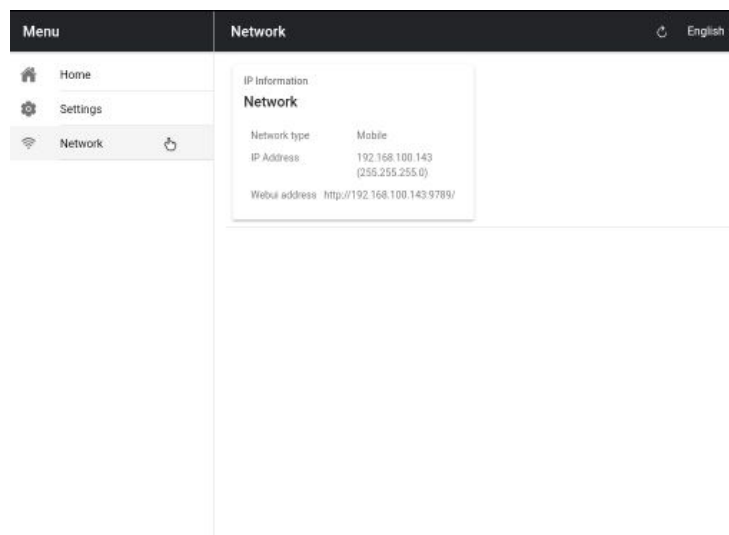 Menu
Network
English
Home
Settings
Network
IP Information
Network
Network type Mobile
IP Address 192.168.100.143
(255.255.255.0)
Webui address http://192.168.100.143:9789/